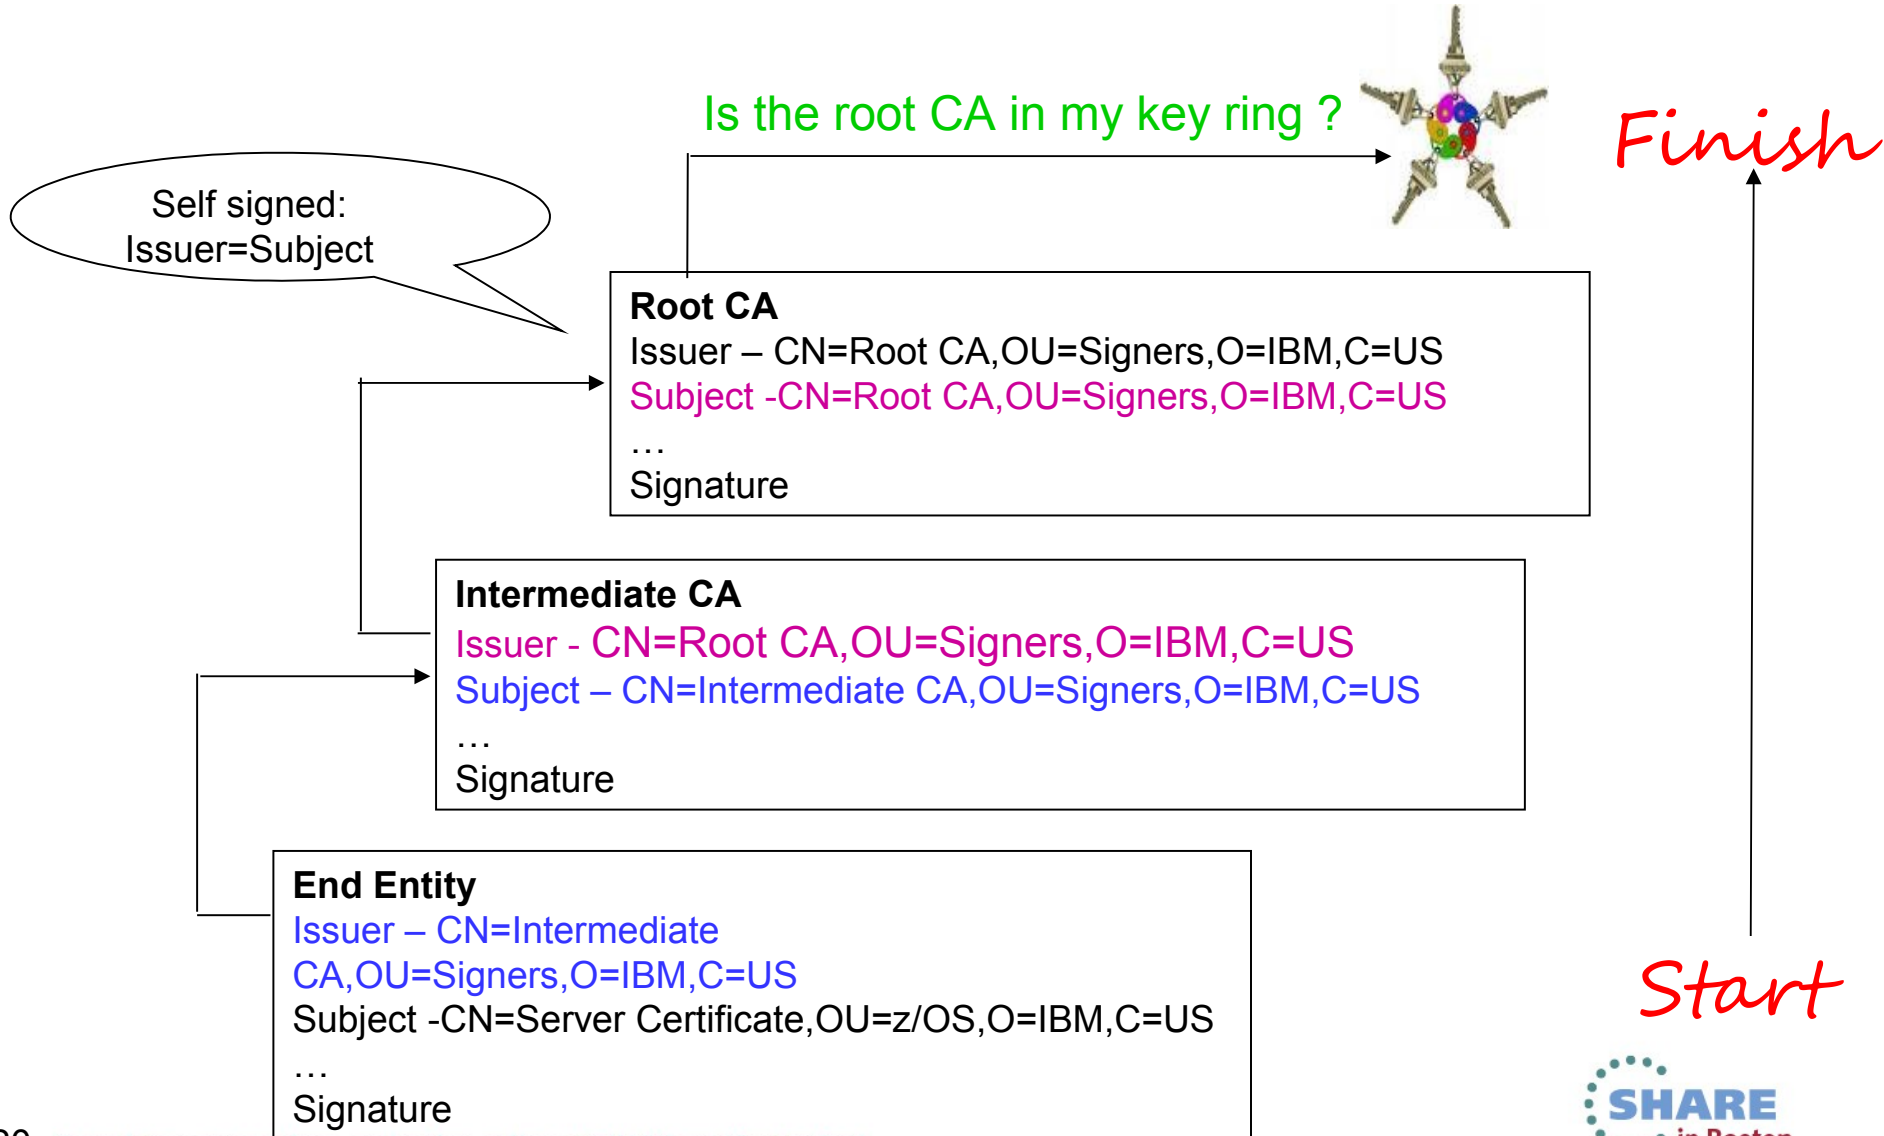 Is the root CA in my key ring ?
Finish
Self signed:
Issuer=Subject
Root CA
Issuer – CN=Root CA,OU=Signers,O=IBM,C=US
Subject -CN=Root CA,OU=Signers,O=IBM,C=US
…
Signature
Intermediate CA
Issuer - CN=Root CA,OU=Signers,O=IBM,C=US
Subject – CN=Intermediate CA,OU=Signers,O=IBM,C=US
…
Signature
End Entity
Issuer – CN=Intermediate
CA,OU=Signers,O=IBM,C=US
Subject -CN=Server Certificate,OU=z/OS,O=IBM,C=US
…
Signature
Start
SHARE
in Boston